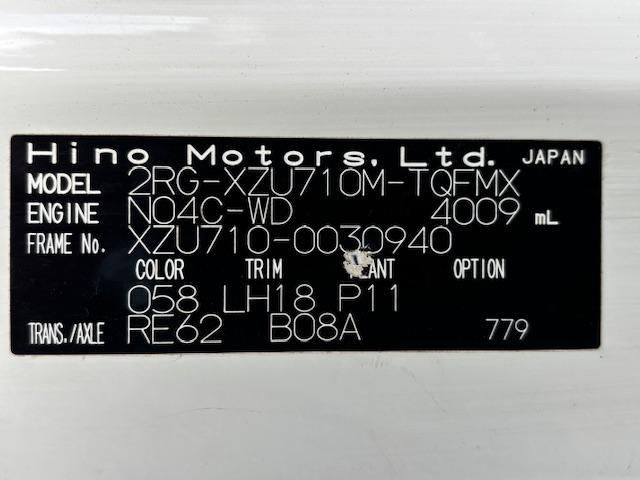 Hino Motors, Ltd. JAPAN
MODEL 2RG-XZU710M-TQFMX
ENGINE N04C-WD 4009 mL
FRAME No. XZU710-0030940
COLOR TRIM PLANT OPTION
058 LH18 P11
TRANS./AXLE RE62 B08A 779